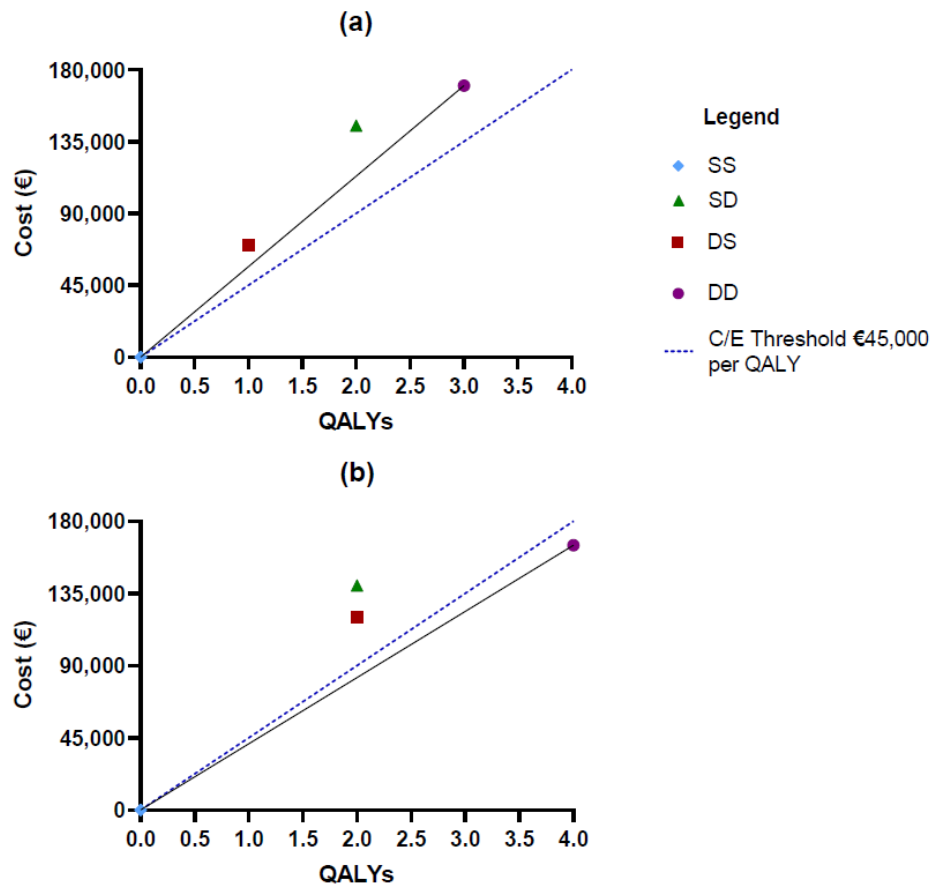 (a)
180,000
135,000
90,000
45,000
0
Cost (€)
0.0 0.5 1.0 1.5 2.0 2.5 3.0 3.5 4.0
QALYs
Legend
SS
SD
DS
DD
C/E Threshold €45,000
per QALY
(b)
180,000
135,000
90,000
45,000
0
Cost (€)
0.0 0.5 1.0 1.5 2.0 2.5 3.0 3.5 4.0
QALYs